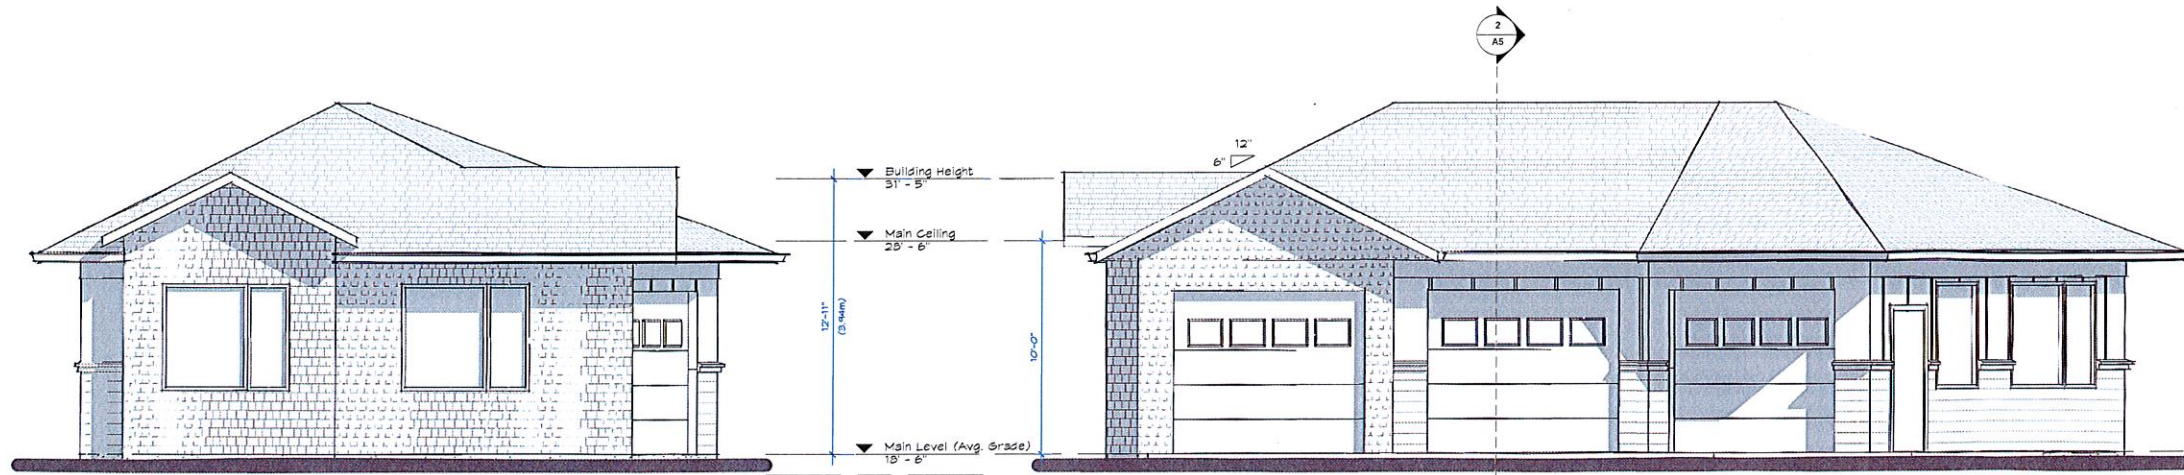 2
A5
12"
6"
Building Height
31' - 5"
Main Ceiling
28' - 6"
12'-11"
(3.94m)
10'-0"
Main Level (Avg. Grade)
18' - 6"